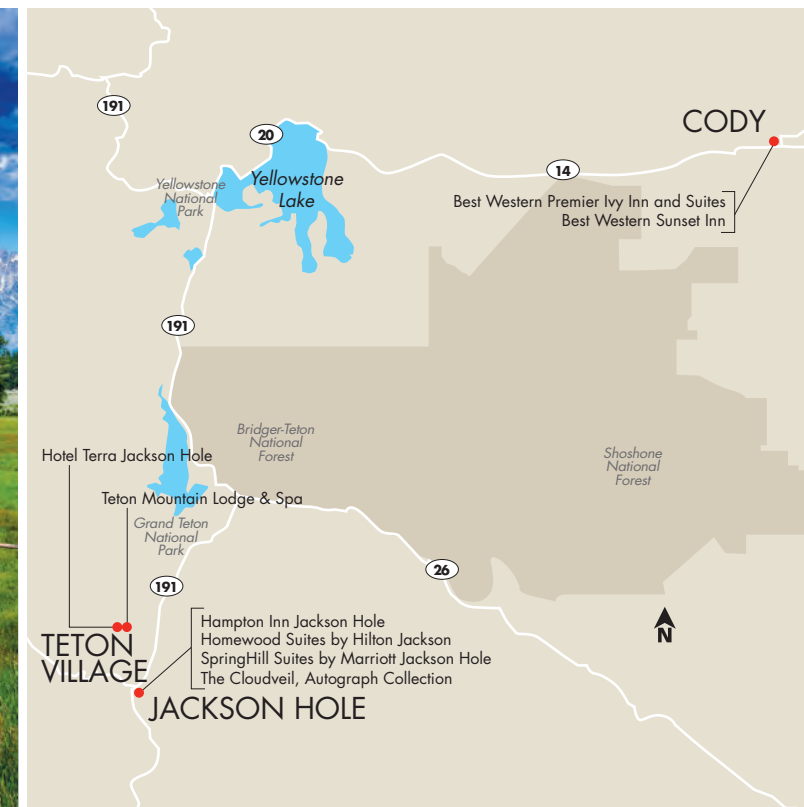 191
20
CODY
14
Yellowstone
National
Park
Yellowstone
Lake
Best Western Premier Ivy Inn and Suites
Best Western Sunset Inn
191
Bridger-Teton
National
Forest
Shoshone
National
Forest
Hotel Terra Jackson Hole
Teton Mountain Lodge & Spa
Grand Teton
National
Park
26
191
N
TETON
VILLAGE
Hampton Inn Jackson Hole
Homewood Suites by Hilton Jackson
SpringHill Suites by Marriott Jackson Hole
The Cloudveil, Autograph Collection
JACKSON HOLE